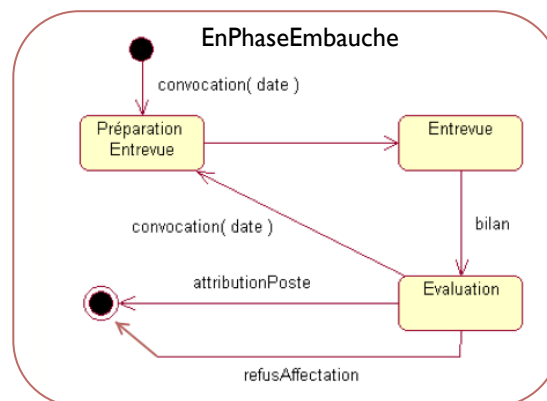 EnPhaseEmbauche
convocation( date )
Préparation
Entrevue
Entrevue
convocation( date )
bilan
attributionPoste
Evaluation
refusAffectation